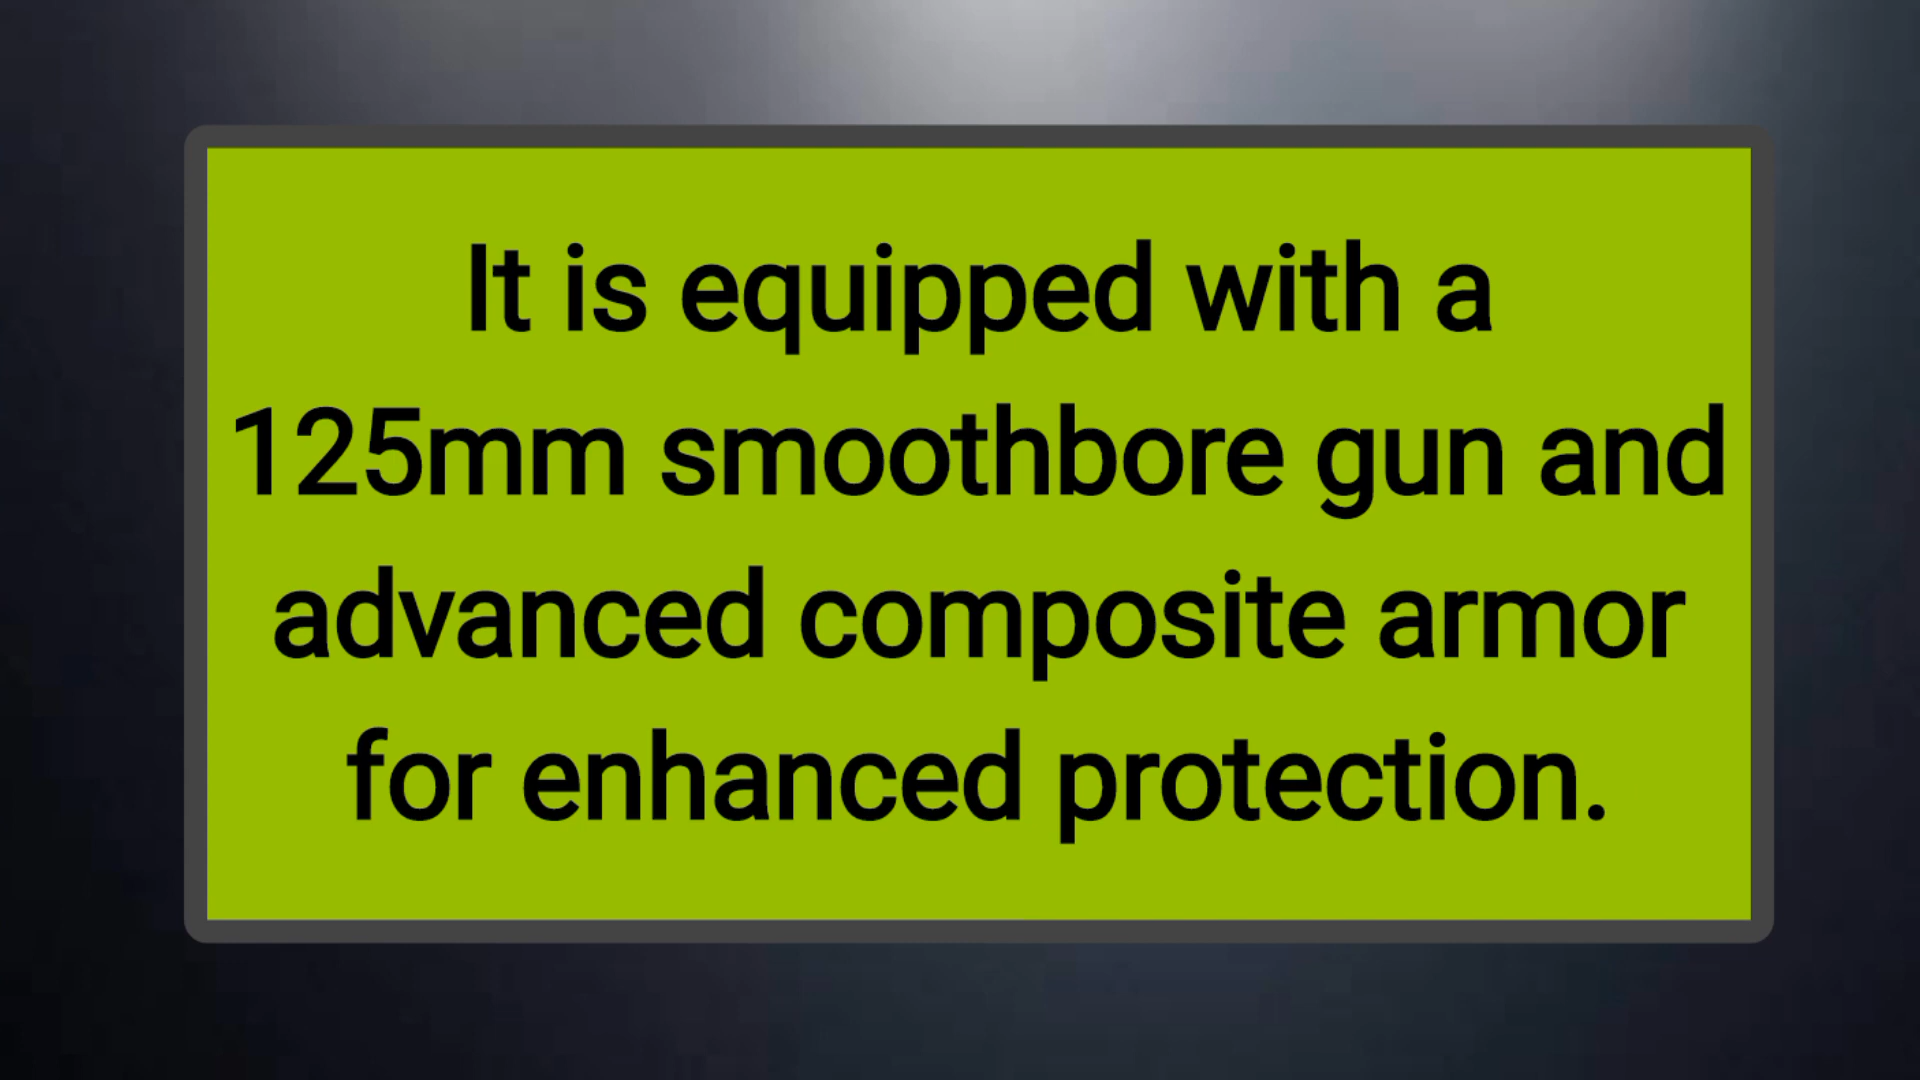 It is equipped with a
125mm smoothbore gun and
advanced composite armor
for enhanced protection.